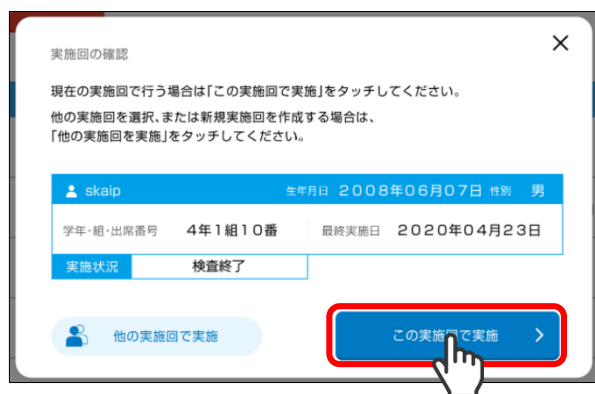 実施回の確認
現在の実施回で行う場合は「この実施回で実施」をタッチしてください。
他の実施回を選択、または新規実施回を作成する場合は、
「他の実施回を実施」をタッチしてください。
skaip 生年月日 2008年06月07日 性別 男
学年・組・出席番号 4年1組10番 最終実施日 2020年04月23日
実施状況 検査終了
他の実施回で実施 この実施回で実施